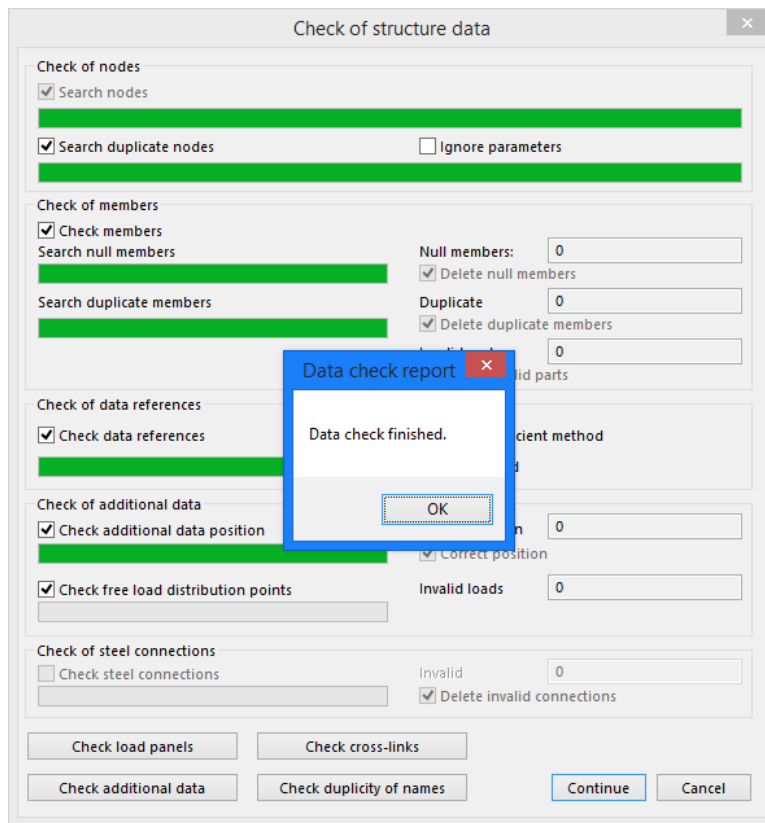 Check of structure data
Check of nodes
Search nodes
Search duplicate nodes
Ignore parameters
Check of members
Check members
Search null members
Null members:
0
Delete null members
Search duplicate members
Duplicate
0
Delete duplicate members
0
parts
Data check report
Data check finished.
OK
Check of data references
Check data references
method
Check of additional data
Check additional data position
0
Correct position
Check free load distribution points
Invalid loads
0
Check of steel connections
Check steel connections
Invalid
0
Delete invalid connections
Check load panels
Check cross-links
Check additional data
Check duplicity of names
Continue
Cancel